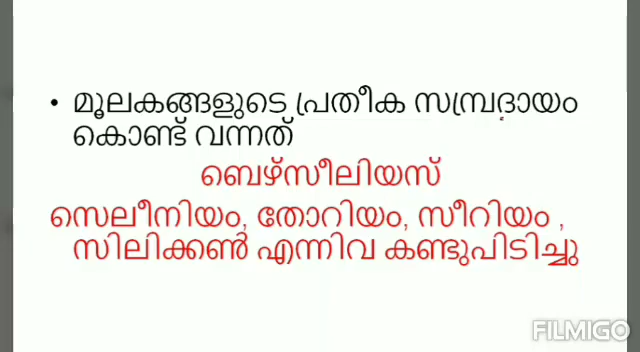 • മൂലകങ്ങളുടെ പ്രതീക സമ്പ്രദായം
കൊണ്ട് വന്നത്
ബെഴ്സീലിയസ്
സെലീനിയം, തോറിയം, സീറിയം ,
സിലിക്കൺ എന്നിവ കണ്ടുപിടിച്ചു
FILMIGO